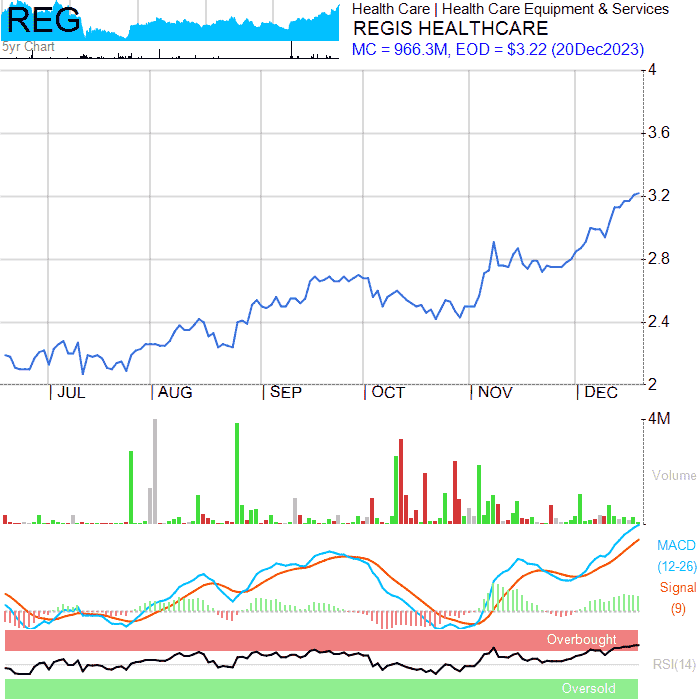 REG
5yr Chart
Health Care | Health Care Equipment & Services
REGIS HEALTHCARE
MC = 966.3M, EOD = $3.22 (20Dec2023)
4
3.6
3.2
2.8
2.4
2
JUL
AUG
SEP
OCT
NOV
DEC
4M
Volume
MACD
(12-26)
Signal
(9)
Overbought
RSI(14)
Oversold